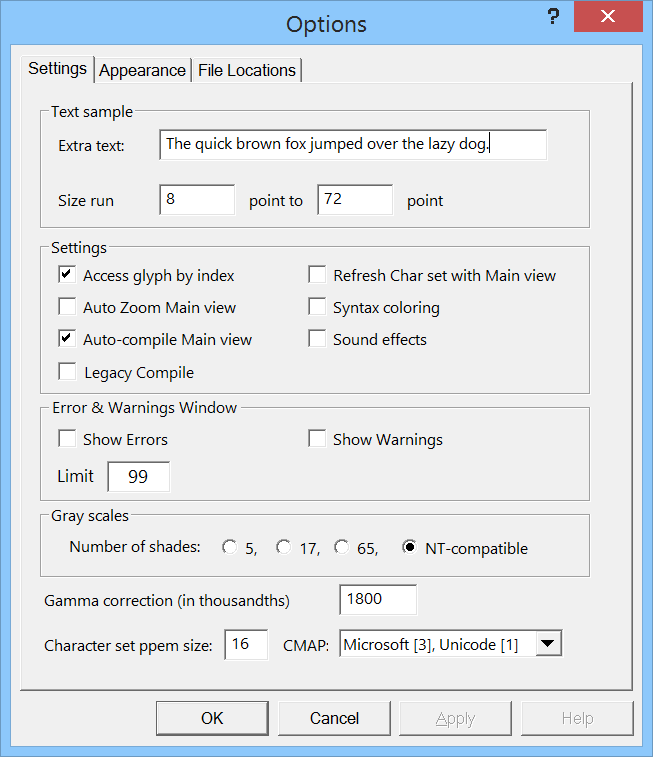 Options
?
Settings Appearance File Locations
Text sample
Extra text: The quick brown fox jumped over the lazy dog.
Size run 8 point to 72 point
Settings
Access glyph by index Refresh Char set with Main view
Auto Zoom Main view Syntax coloring
Auto-compile Main view Sound effects
Legacy Compile
Error & Warnings Window
Show Errors Show Warnings
Limit 99
Gray scales
Number of shades: 5, 17, 65, NT-compatible
Gamma correction (in thousandths) 1800
Character set ppem size: 16 CMAP: Microsoft [3], Unicode [1]
OK Cancel Apply Help